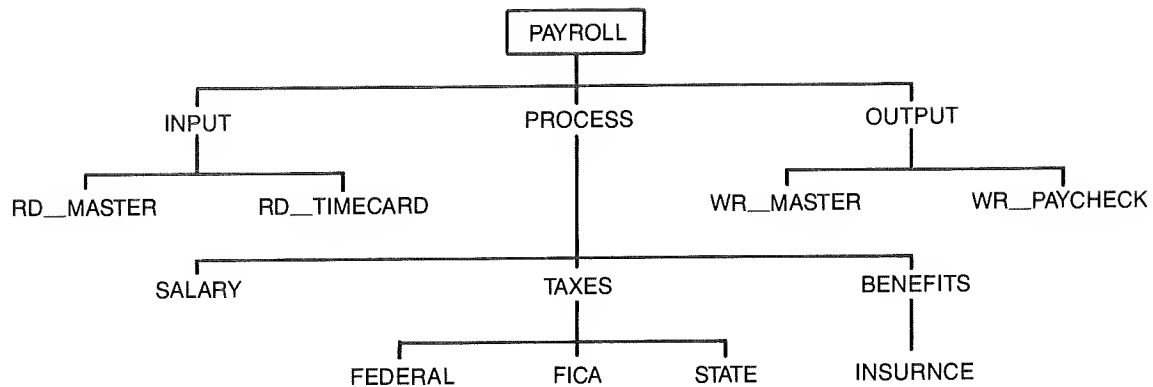 PAYROLL
INPUT PROCESS OUTPUT
RD__MASTER RD__TIMECARD WR__MASTER WR__PAYCHECK
SALARY TAXES BENEFITS
FEDERAL FICA STATE INSURNCE